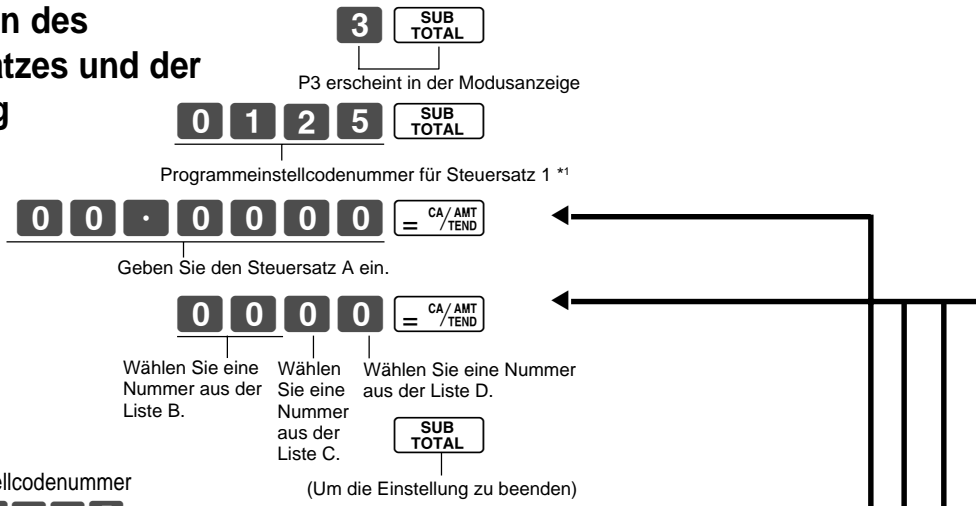 n des
atzes und der
g
3 SUB TOTAL
P3 erscheint in der Modusanzeige
0 1 2 5 SUB TOTAL
Programmeinstellcodenummer für Steuersatz 1 *1
0 0 · 0 0 0 0 = CA/AMT/TEND
Geben Sie den Steuersatz A ein.
0 0 0 0 = CA/AMT/TEND
Wählen Sie eine
Nummer aus der
Liste B.
Wählen
Sie eine
Nummer
aus der
Liste C.
Wählen Sie eine Nummer
aus der Liste D.
SUB TOTAL
(Um die Einstellung zu beenden)
ellcodenummer